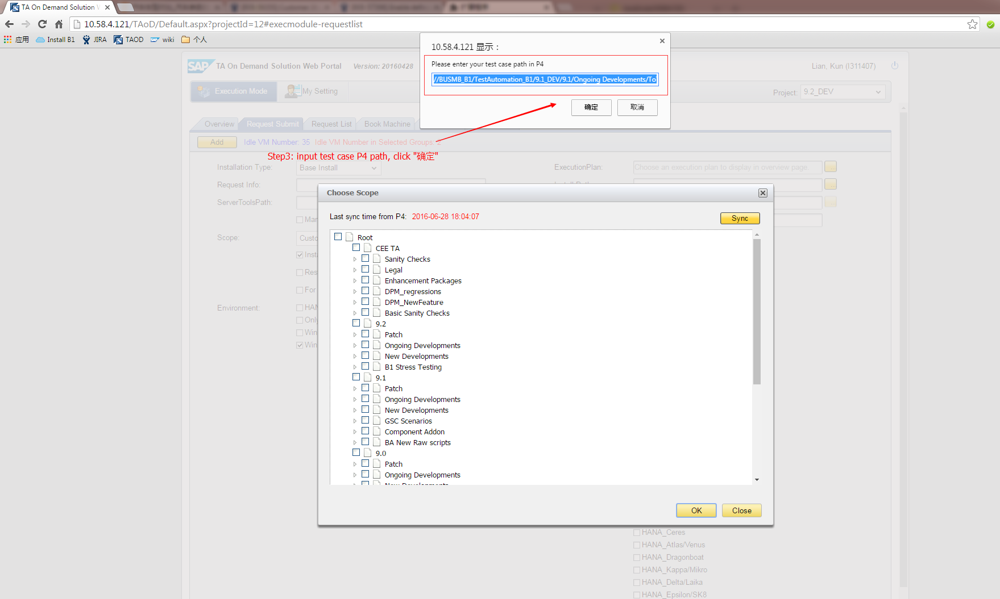 TA On Demand Solution W
10.58.4.121/TAoD/Default.aspx?projectId=12#execmodule-requestlist
应用 Install B1 JIRA TAOD wiki 个人
10.58.4.121 显示：
Please enter your test case path in P4
//BUSMB_B1/TestAutomation_B1/9.1_DEV/9.1/Ongoing Developments/To
确定 取消
SAP TA On Demand Solution Web Portal Version: 20160428 Lian, Kun (I311407)
Execution Mode My Setting Project: 9.2_DEV
Overview Request Submit Request List Book Machine
Add Idle VM Number: 35 Idle VM Number in Selected Groups: 2
Step3: input test case P4 path, click "确定"
Installation Type: Base Install ExecutionPlan: Choose an execution plan to display in overview page
Request Info:
ServerToolsPath:
Mar
Scope: Custo
Inst
Res
For
Environment: HAN
Only
Win
Win
Choose Scope
Last sync time from P4: 2016-06-28 18:04:07 Sync
Root
CEE TA
Sanity Checks
Legal
Enhancement Packages
DPM_regressions
DPM_NewFeature
Basic Sanity Checks
9.2
Patch
Ongoing Developments
New Developments
B1 Stress Testing
9.1
Patch
Ongoing Developments
New Developments
GSC Scenarios
Component Addon
BA New Raw scripts
9.0
Patch
Ongoing Developments
New Developments
OK Close
HANA_Ceres
HANA_Atlas/Venus
HANA_Dragonboat
HANA_Kappa/Mikro
HANA_Delta/Laika
HANA_Epsilon/SK8